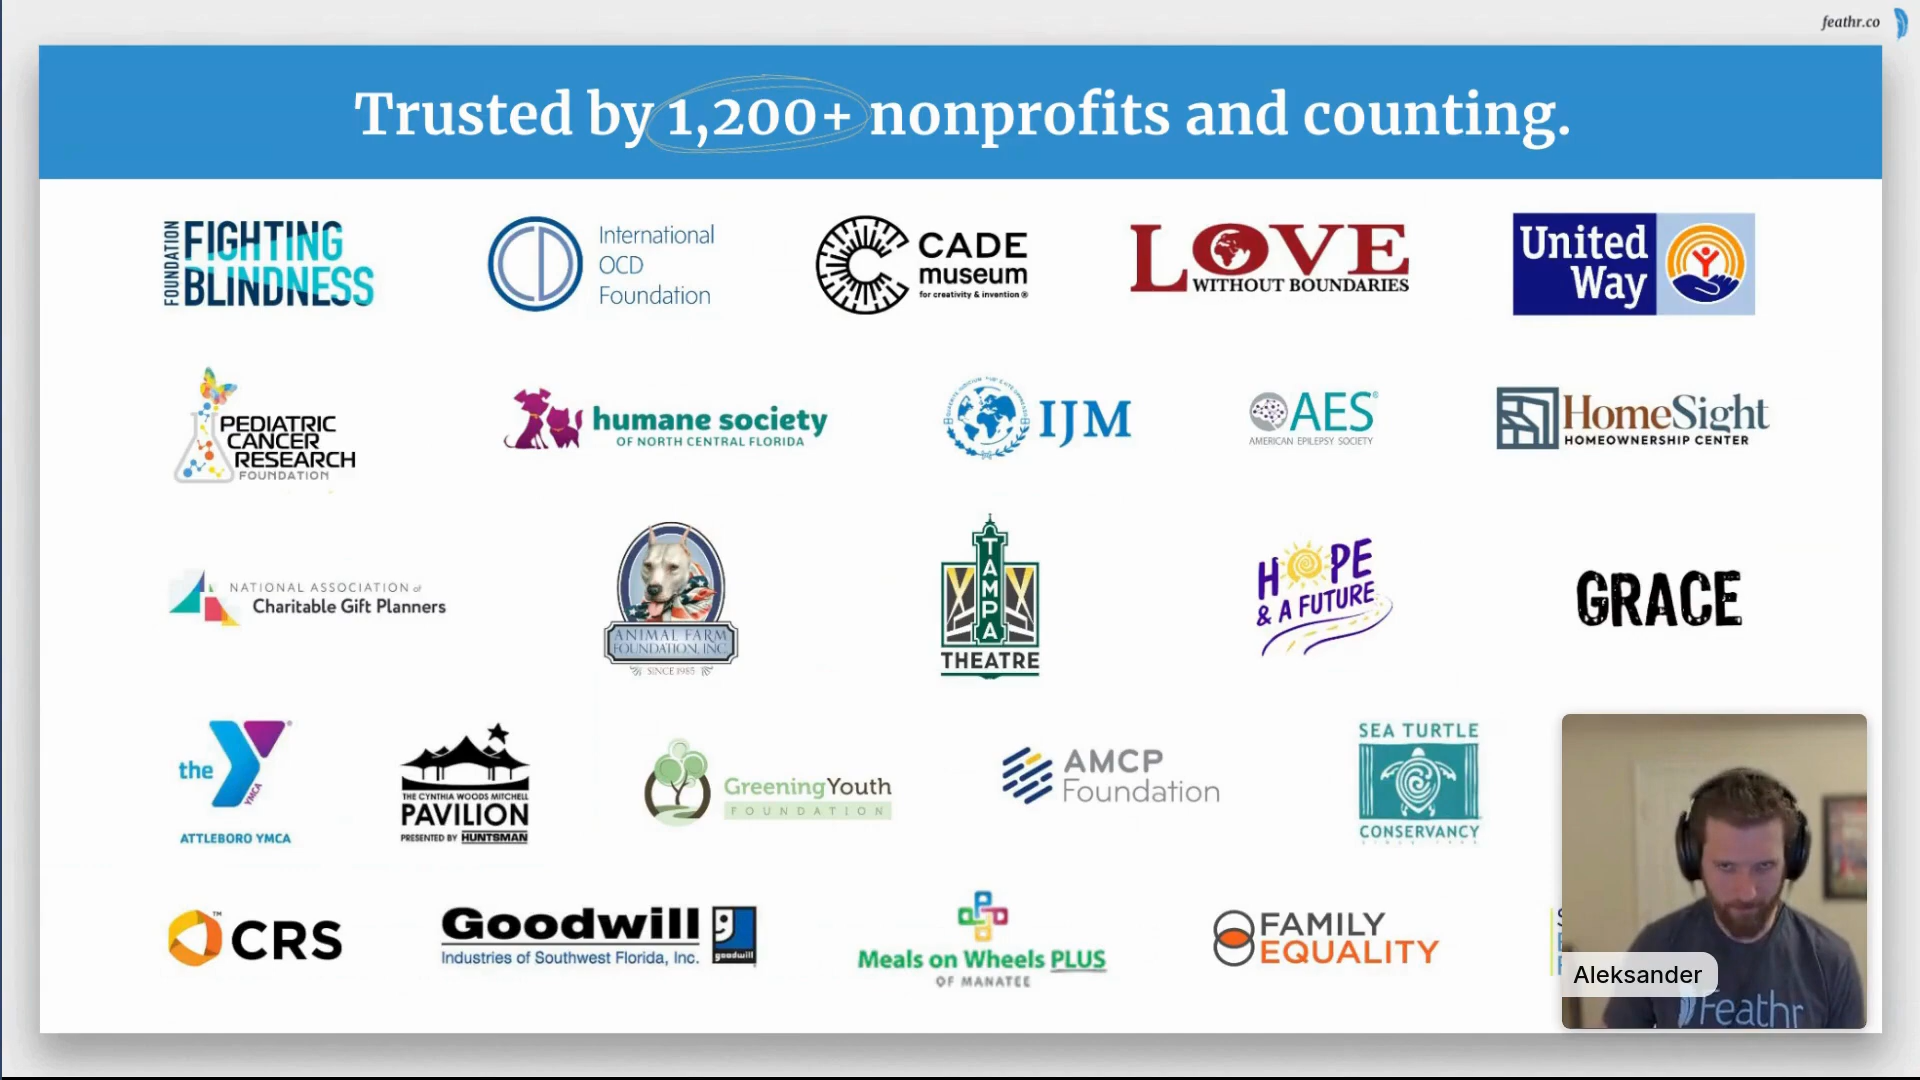 feathr.co
Trusted by 1,200+ nonprofits and counting.
FOUNDATION
FIGHTING
BLINDNESS
International
OCD
Foundation
CADE
museum
for creativity & invention ®
LOVE
WITHOUT BOUNDARIES
United
Way
PEDIATRIC
CANCER
RESEARCH
FOUNDATION
humane society
OF NORTH CENTRAL FLORIDA
IJM
AES®
AMERICAN EPILEPSY SOCIETY
HomeSight
HOMEOWNERSHIP CENTER
NATIONAL ASSOCIATION of
Charitable Gift Planners
ANIMAL FARM
FOUNDATION, INC.
SINCE 1985
TAMPA
THEATRE
HOPE
& A FUTURE
GRACE
the
YMCA
ATTLEBORO YMCA
THE CYNTHIA WOODS MITCHELL
PAVILION
PRESENTED BY HUNTSMAN
GreeningYouth
FOUNDATION
AMCP
Foundation
SEA TURTLE
CONSERVANCY
CRS™
Goodwill
Industries of Southwest Florida, Inc.
goodwill
Meals on Wheels PLUS
OF MANATEE
FAMILY
EQUALITY
Aleksander
Feathr